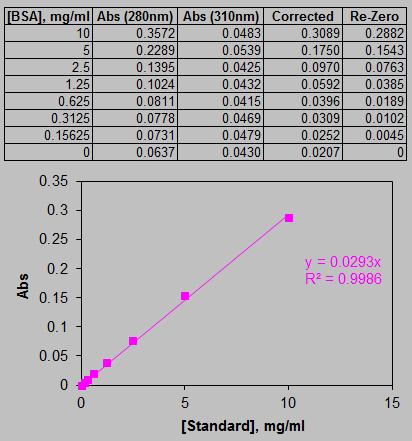 [BSA], mg/ml Abs (280nm) Abs (310nm) Corrected Re-Zero
10 0.3572 0.0483 0.3089 0.2882
5 0.2289 0.0539 0.1750 0.1543
2.5 0.1395 0.0425 0.0970 0.0763
1.25 0.1024 0.0432 0.0592 0.0385
0.625 0.0811 0.0415 0.0396 0.0189
0.3125 0.0778 0.0469 0.0309 0.0102
0.15625 0.0731 0.0479 0.0252 0.0045
0 0.0637 0.0430 0.0207 0
0.35
0.3
0.25
0.2
0.15
0.1
0.05
0
Abs
y = 0.0293x
R² = 0.9986
0 5 10 15
[Standard], mg/ml